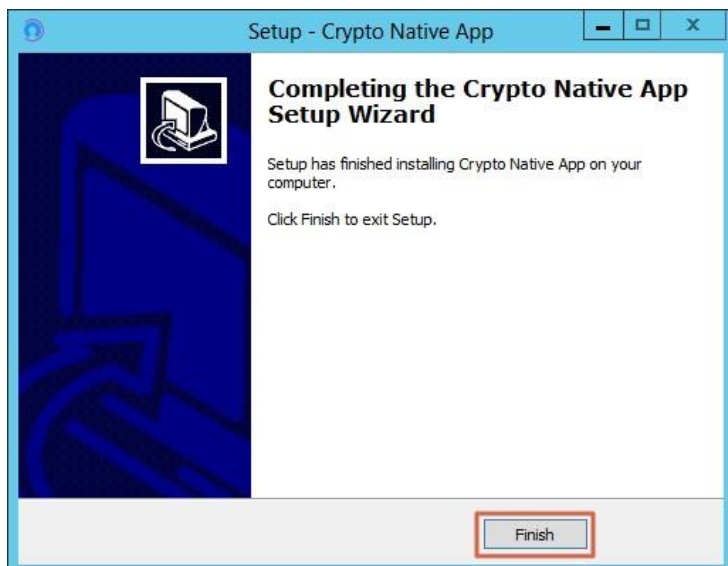 Setup - Crypto Native App
Completing the Crypto Native App
Setup Wizard
Setup has finished installing Crypto Native App on your
computer.
Click Finish to exit Setup.
Finish